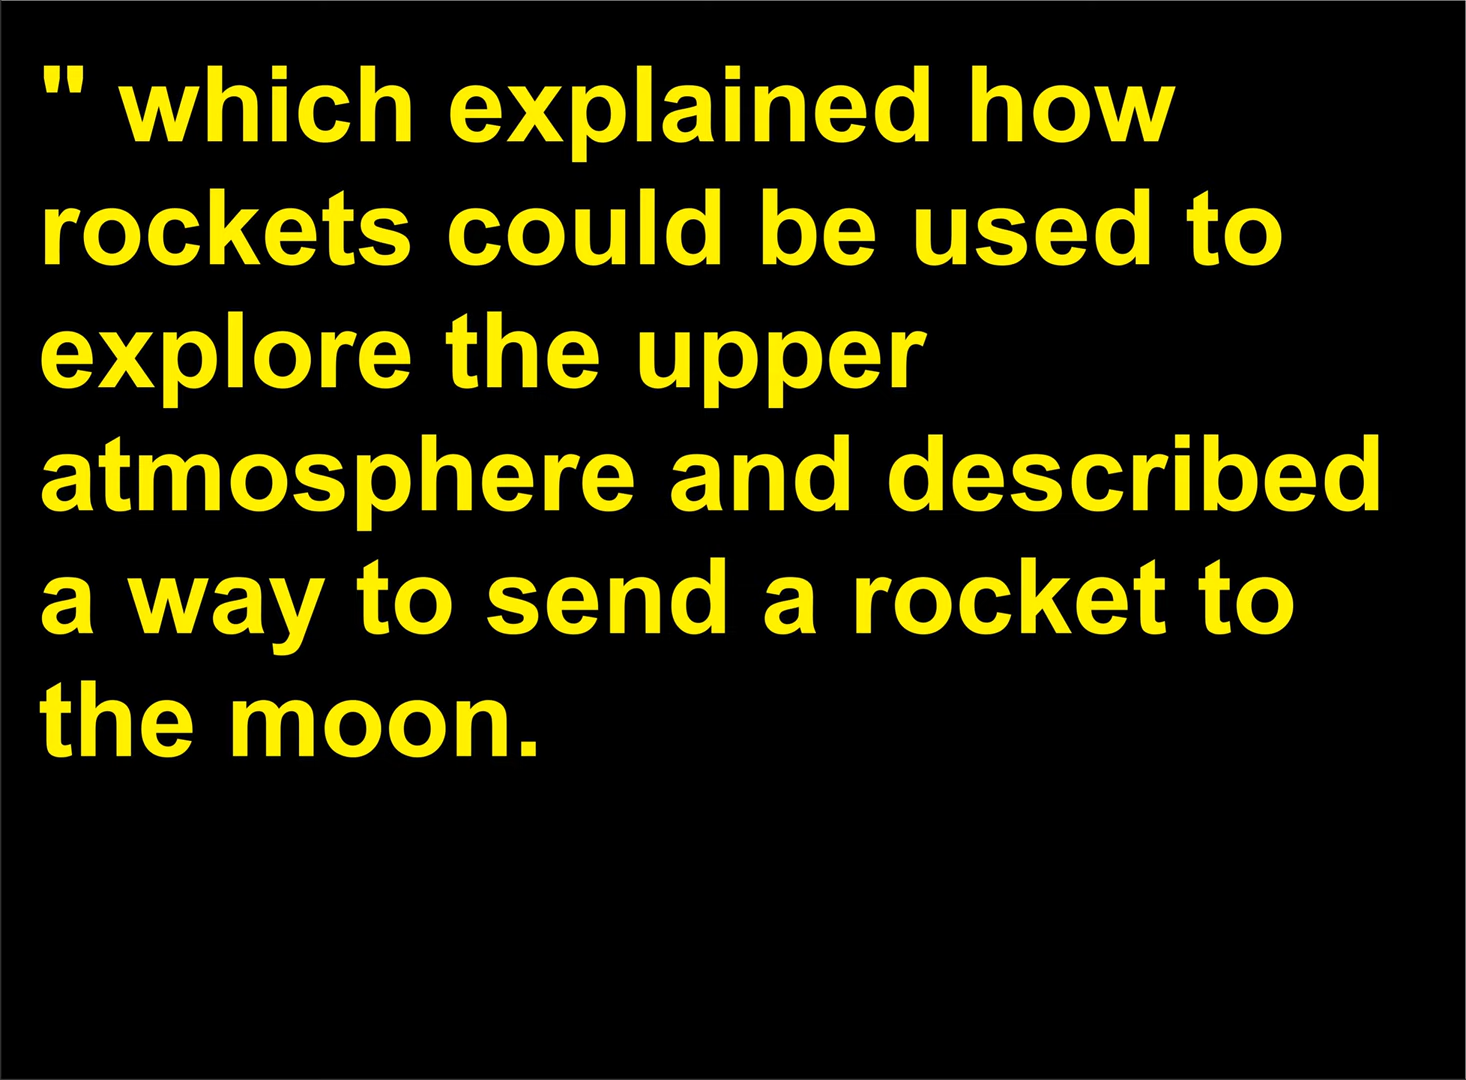 " which explained how
rockets could be used to
explore the upper
atmosphere and described
a way to send a rocket to
the moon.